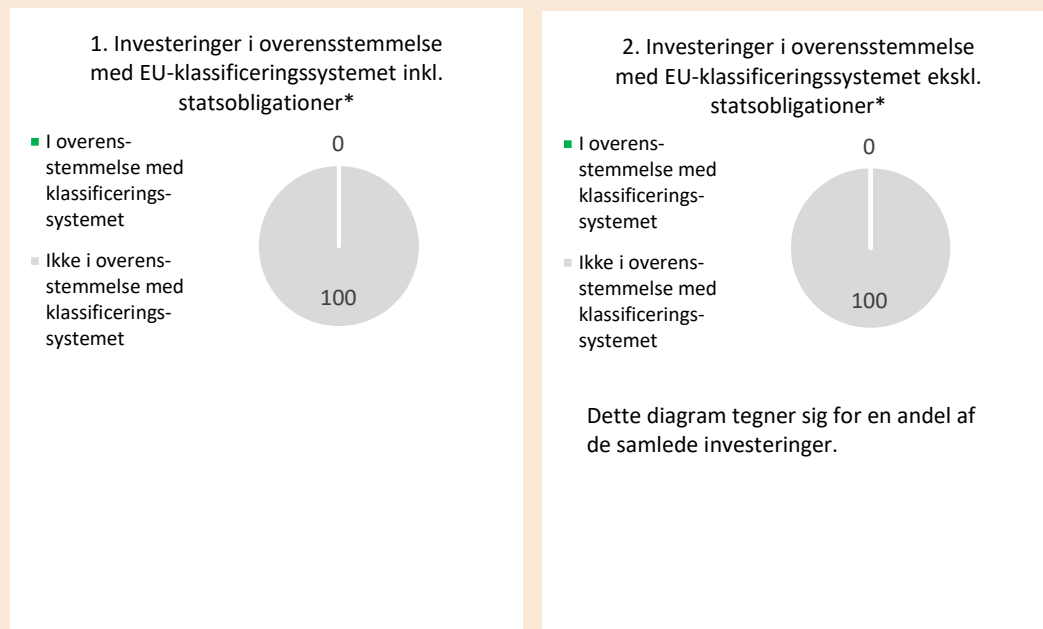 1. Investeringer i overensstemmelse
med EU-klassificeringssystemet inkl.
statsobligationer*
I overens-
stemmelse med
klassificerings-
systemet
Ikke i overens-
stemmelse med
klassificerings-
systemet
0
100
2. Investeringer i overensstemmelse
med EU-klassificeringssystemet ekskl.
statsobligationer*
I overens-
stemmelse med
klassificerings-
systemet
Ikke i overens-
stemmelse med
klassificerings-
systemet
0
100
Dette diagram tegner sig for en andel af
de samlede investeringer.